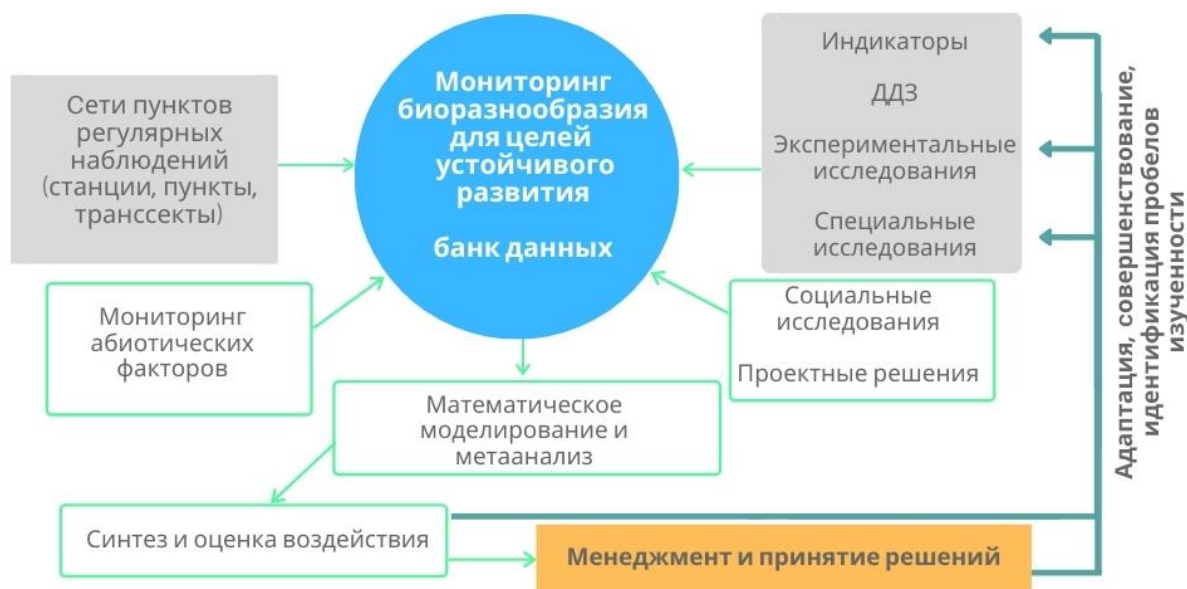 Сети пунктов
регулярных
наблюдений
(станции, пункты,
транссекты)
Мониторинг
биоразнообразия
для целей
устойчивого
развития
банк данных
Индикаторы
ДДЗ
Экспериментальные
исследования
Специальные
исследования
Адаптация, совершенствование,
идентификация пробелов
изученности
Мониторинг
абиотических
факторов
Социальные
исследования
Проектные решения
Математическое
моделирование и
метаанализ
Синтез и оценка воздействия
Менеджмент и принятие решений